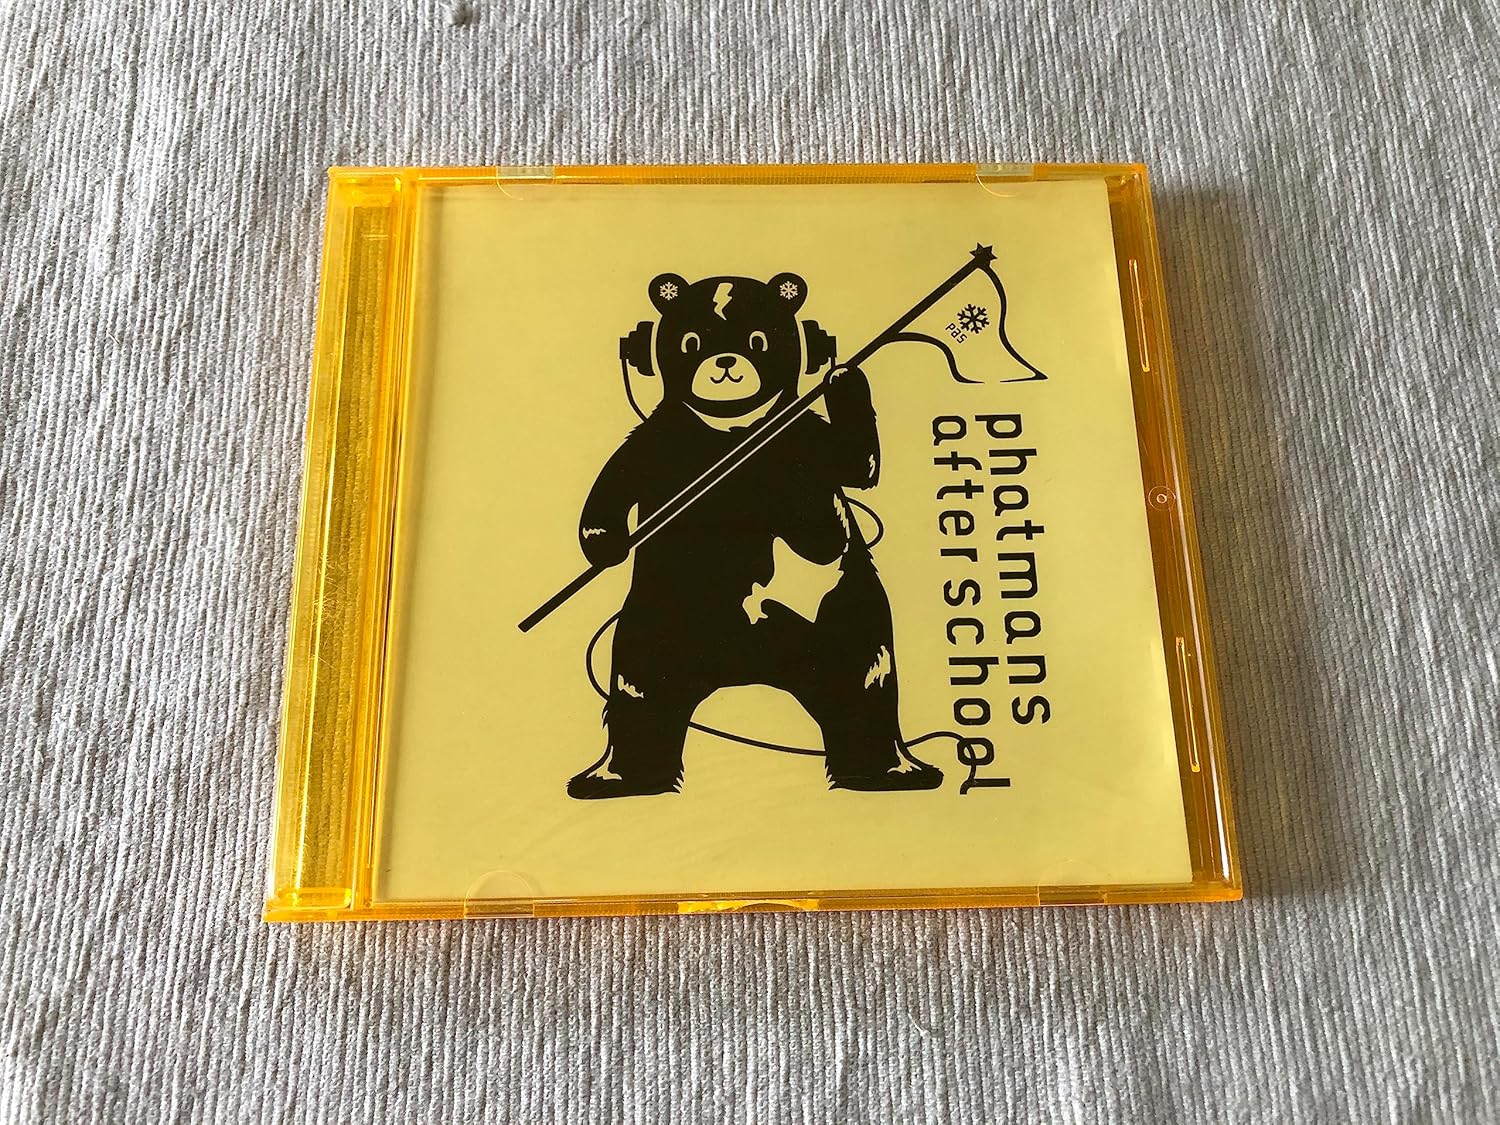 pas
phatmans
after school